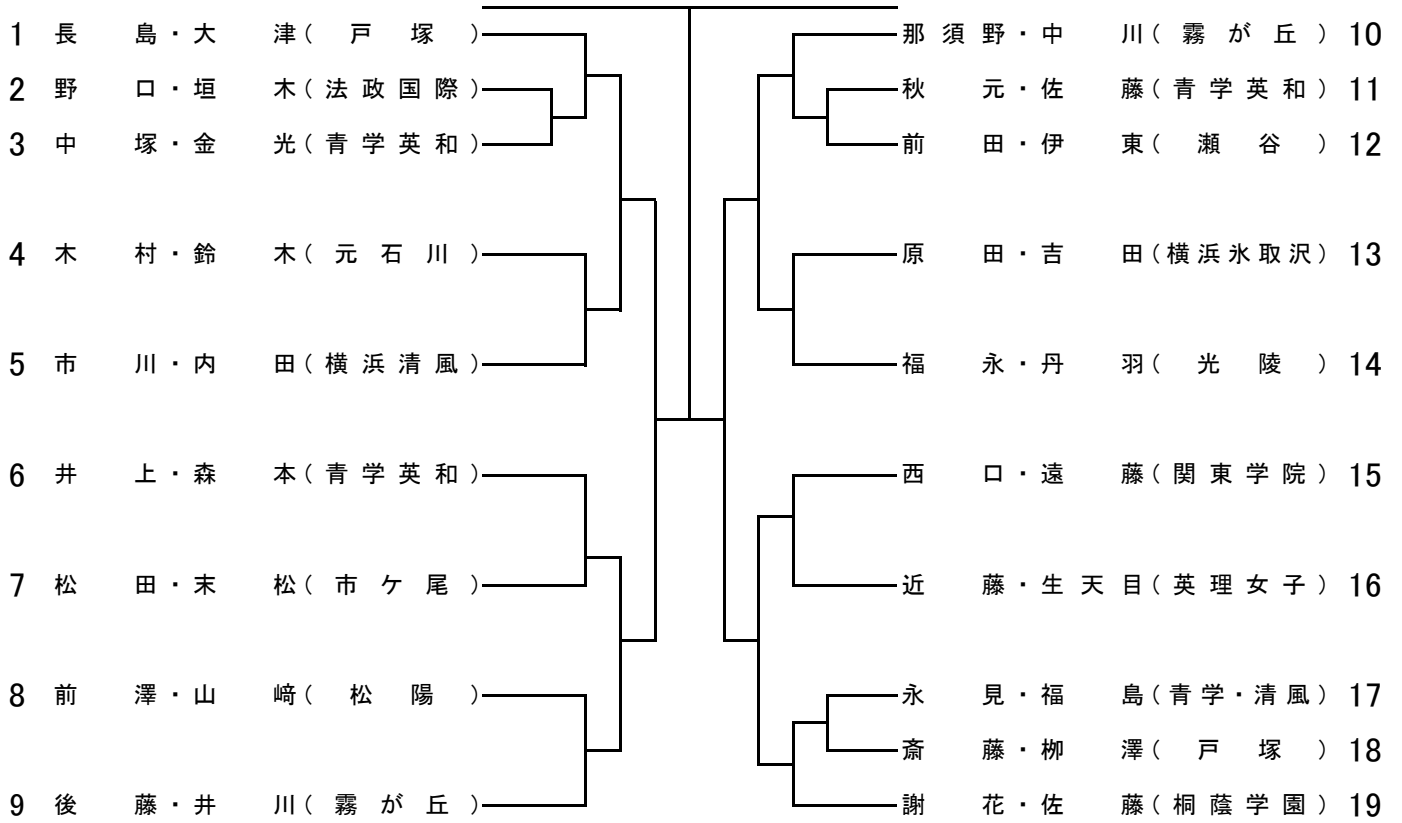 1 長島・大津(戸塚)
2 野口・垣木(法政国際)
3 中塚・金光(青学英和)
4 木村・鈴木(元石川)
5 市川・内田(横浜清風)
6 井上・森本(青学英和)
7 松田・末松(市ケ尾)
8 前澤・山﨑(松陽)
9 後藤・井川(霧が丘)
那須野・中川(霧が丘) 10
秋元・佐藤(青学英和) 11
前田・伊東(瀬谷) 12
原田・吉田(横浜氷取沢) 13
福永・丹羽(光陵) 14
西口・遠藤(関東学院) 15
近藤・生天目(英理女子) 16
永見・福島(青学・清風) 17
斎藤・栁澤(戸塚) 18
謝花・佐藤(桐蔭学園) 19